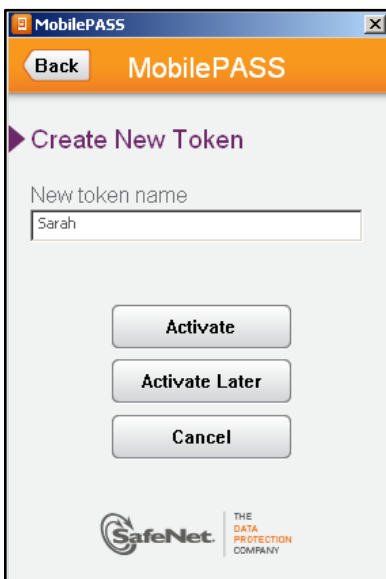 MobilePASS
Back
MobilePASS
Create New Token
New token name
Sarah
Activate
Activate Later
Cancel
SafeNet.
THE
DATA
PROTECTION
COMPANY